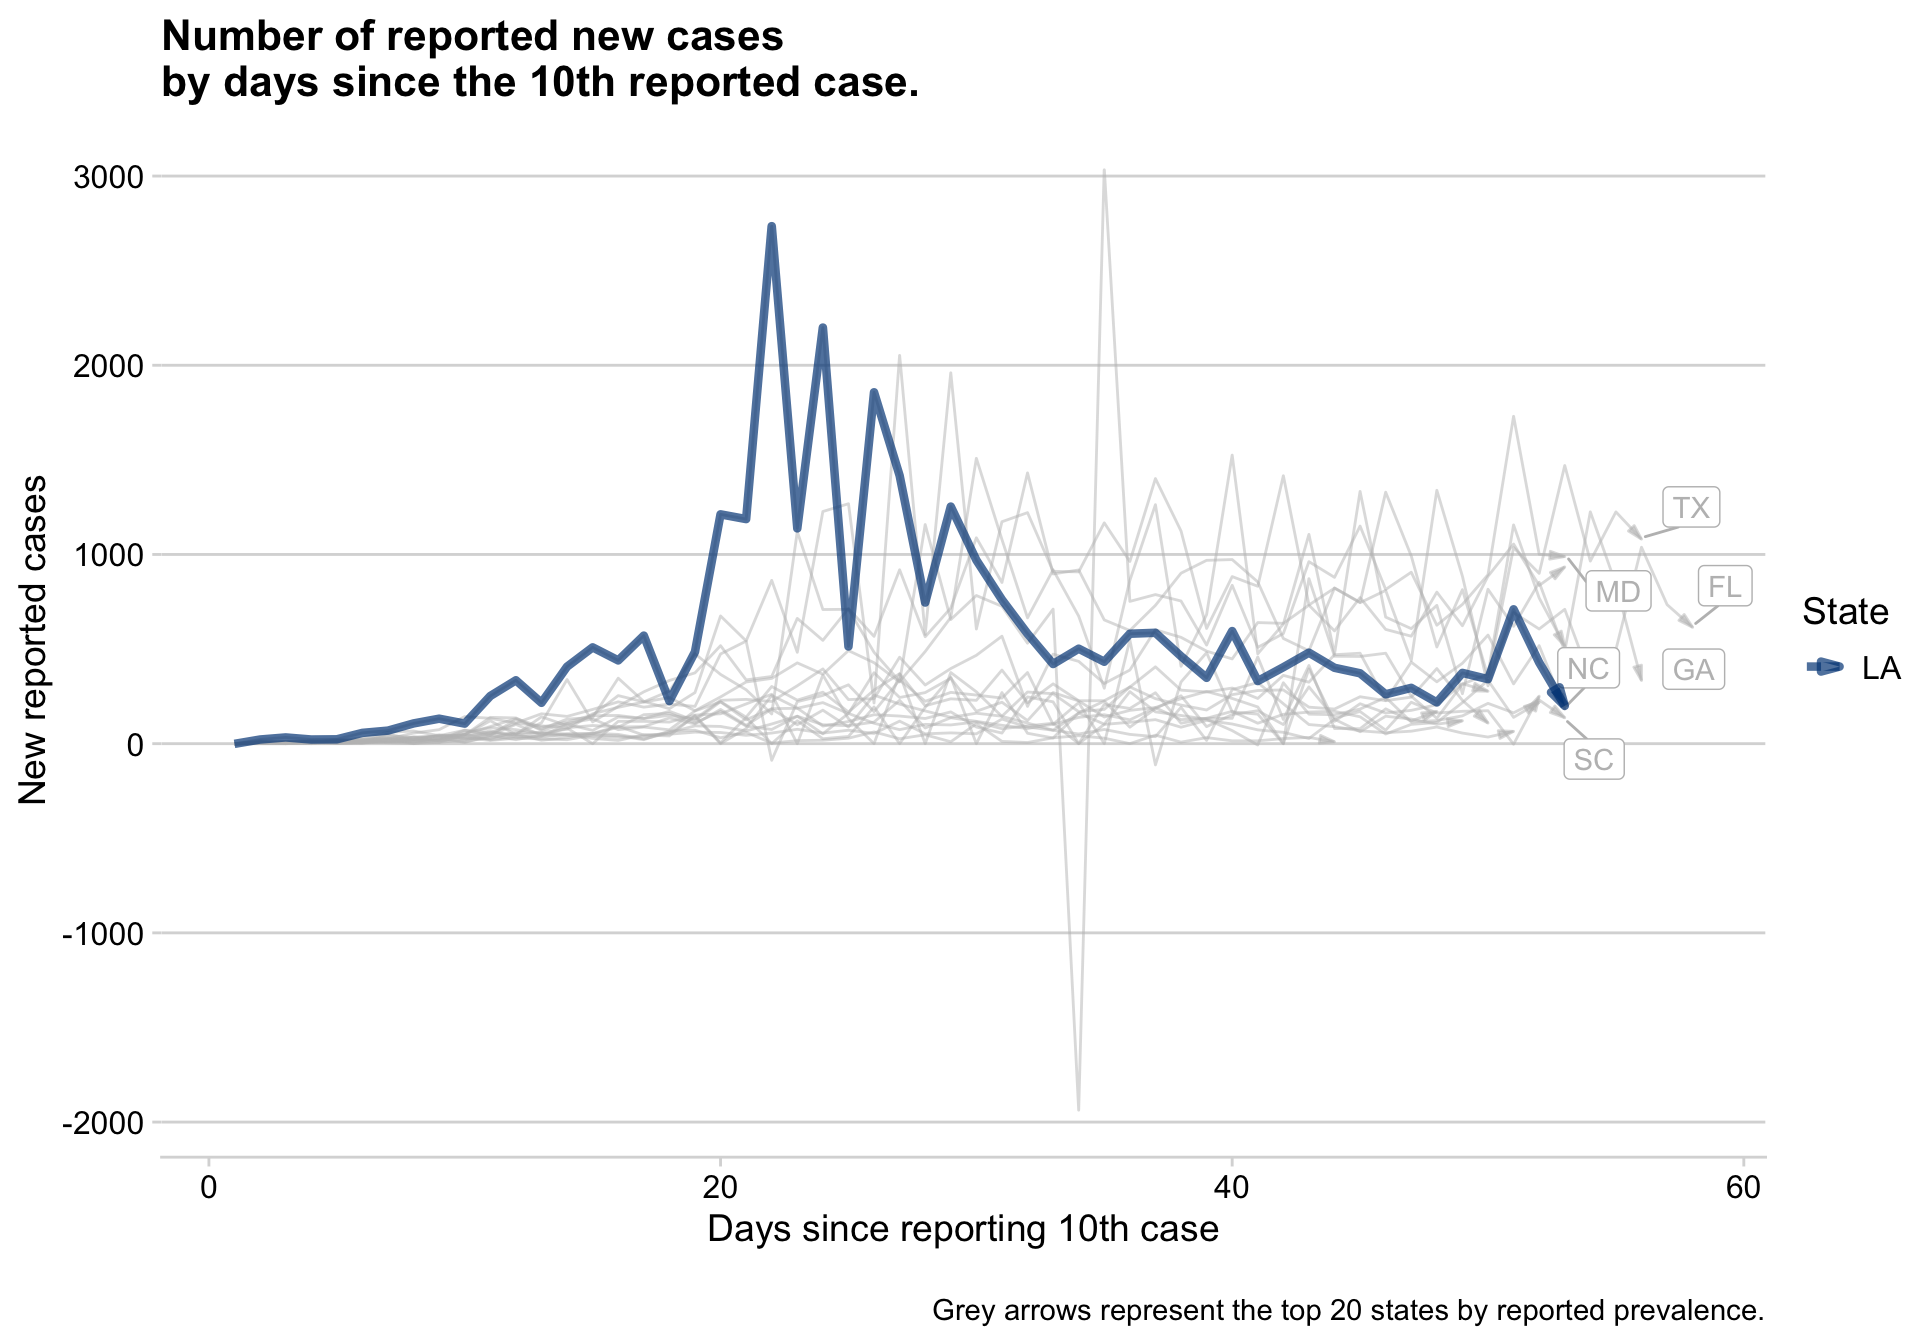 Number of reported new cases
by days since the 10th reported case.
New reported cases
3000
2000
1000
0
-1000
-2000
TX
MD
FL
NC
GA
SC
State
LA
0
20
40
60
Days since reporting 10th case
Grey arrows represent the top 20 states by reported prevalence.